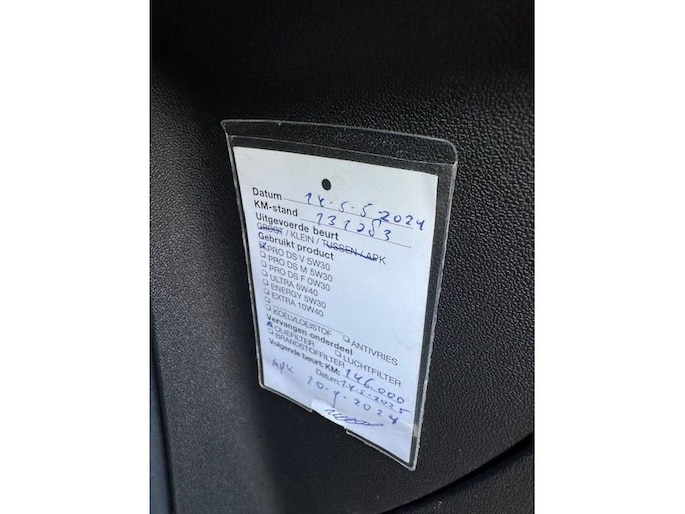 Datum 14-5-2024
KM-stand 131283
Uitgevoerde beurt
GROOT / KLEIN / TUSSEN / APK
Gebruikt product
PRO DS V 5W30
PRO DS M 5W30
PRO DS F 0W30
ULTRA 5W40
ENERGY 5W30
EXTRA 10W40
KOELVLOEISTOF ANTIVRIES
Vervangen onderdeel
OLIEFILTER LUCHTFILTER
BRANDSTOFFILTER
Volgende beurt: KM: 146.000
Datum: 14-5-2025
APK 10-9-2024